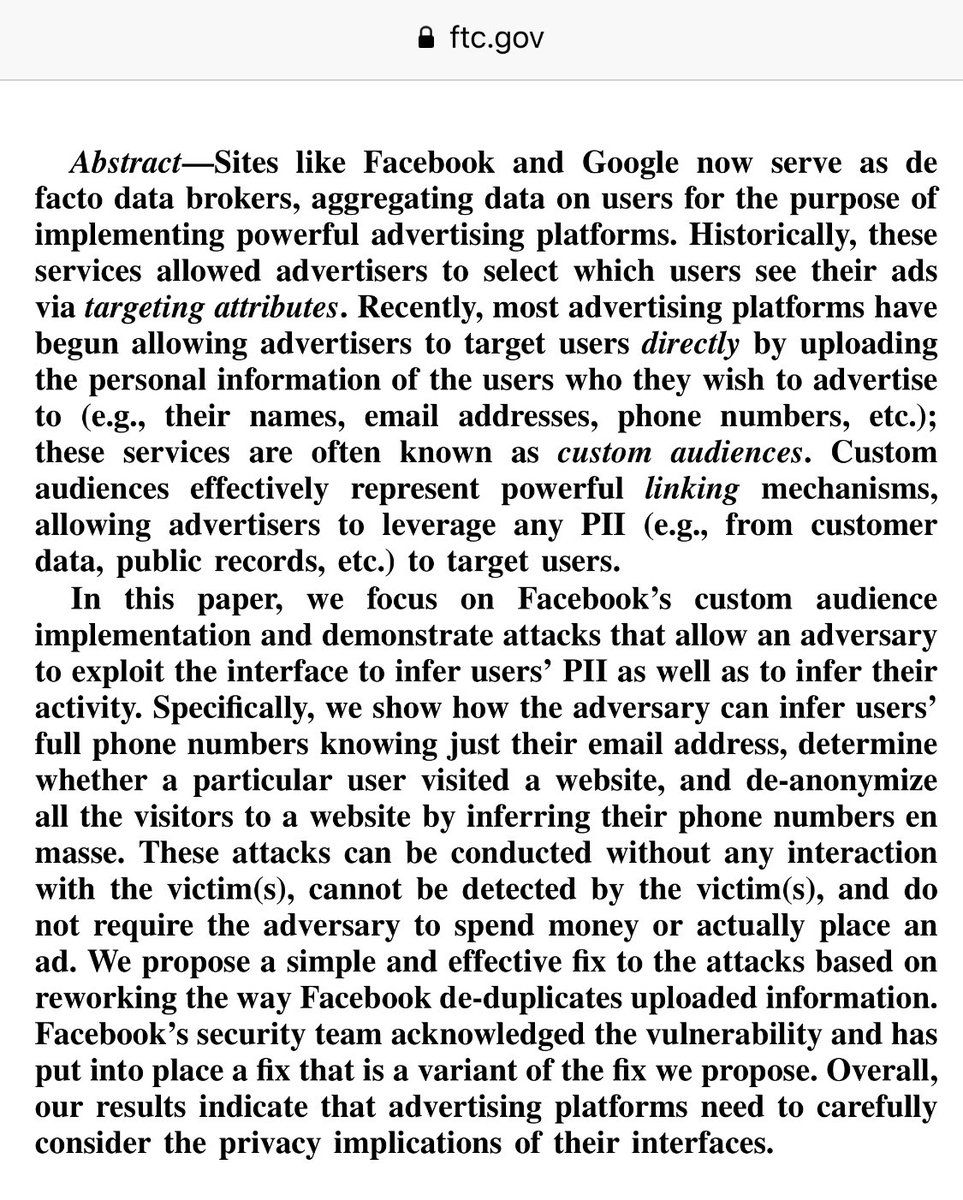 ftc.gov
Abstract—Sites like Facebook and Google now serve as de
facto data brokers, aggregating data on users for the purpose of
implementing powerful advertising platforms. Historically, these
services allowed advertisers to select which users see their ads
via targeting attributes. Recently, most advertising platforms have
begun allowing advertisers to target users directly by uploading
the personal information of the users who they wish to advertise
to (e.g., their names, email addresses, phone numbers, etc.);
these services are often known as custom audiences. Custom
audiences effectively represent powerful linking mechanisms,
allowing advertisers to leverage any PII (e.g., from customer
data, public records, etc.) to target users.
In this paper, we focus on Facebook’s custom audience
implementation and demonstrate attacks that allow an adversary
to exploit the interface to infer users’ PII as well as to infer their
activity. Specifically, we show how the adversary can infer users’
full phone numbers knowing just their email address, determine
whether a particular user visited a website, and de-anonymize
all the visitors to a website by inferring their phone numbers en
masse. These attacks can be conducted without any interaction
with the victim(s), cannot be detected by the victim(s), and do
not require the adversary to spend money or actually place an
ad. We propose a simple and effective fix to the attacks based on
reworking the way Facebook de-duplicates uploaded information.
Facebook’s security team acknowledged the vulnerability and has
put into place a fix that is a variant of the fix we propose. Overall,
our results indicate that advertising platforms need to carefully
consider the privacy implications of their interfaces.